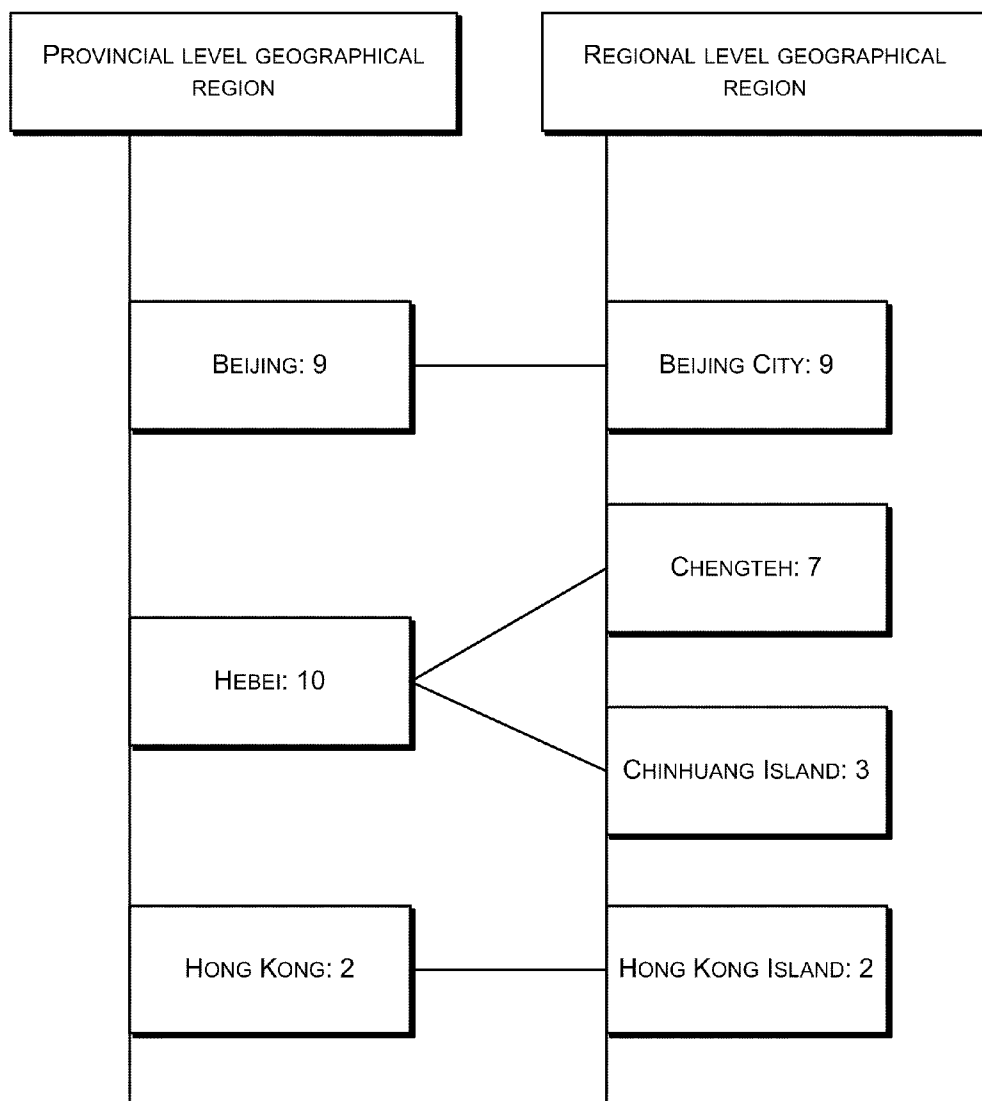 PROVINCIAL LEVEL GEOGRAPHICAL
REGION
REGIONAL LEVEL GEOGRAPHICAL
REGION
BEIJING: 9
BEIJING CITY: 9
CHENGTEH: 7
HEBEI: 10
CHINHUANG ISLAND: 3
HONG KONG: 2
HONG KONG ISLAND: 2